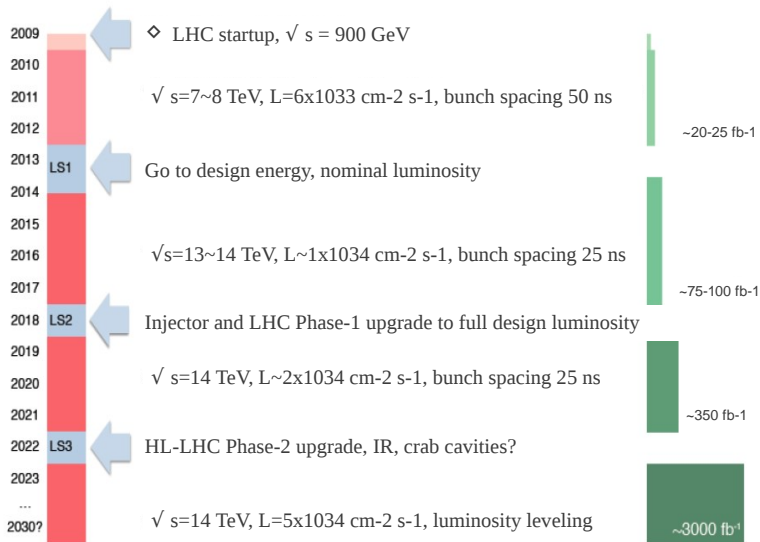 2009
◇ LHC startup, √ s = 900 GeV
2010
2011
√ s=7~8 TeV, L=6x1033 cm-2 s-1, bunch spacing 50 ns
2012
~20-25 fb-1
2013
LS1
Go to design energy, nominal luminosity
2014
2015
2016
√s=13~14 TeV, L~1x1034 cm-2 s-1, bunch spacing 25 ns
2017
~75-100 fb-1
2018
LS2
Injector and LHC Phase-1 upgrade to full design luminosity
2019
2020
√ s=14 TeV, L~2x1034 cm-2 s-1, bunch spacing 25 ns
2021
~350 fb-1
2022
LS3
HL-LHC Phase-2 upgrade, IR, crab cavities?
2023
...
2030?
√ s=14 TeV, L=5x1034 cm-2 s-1, luminosity leveling
~3000 fb⁻¹